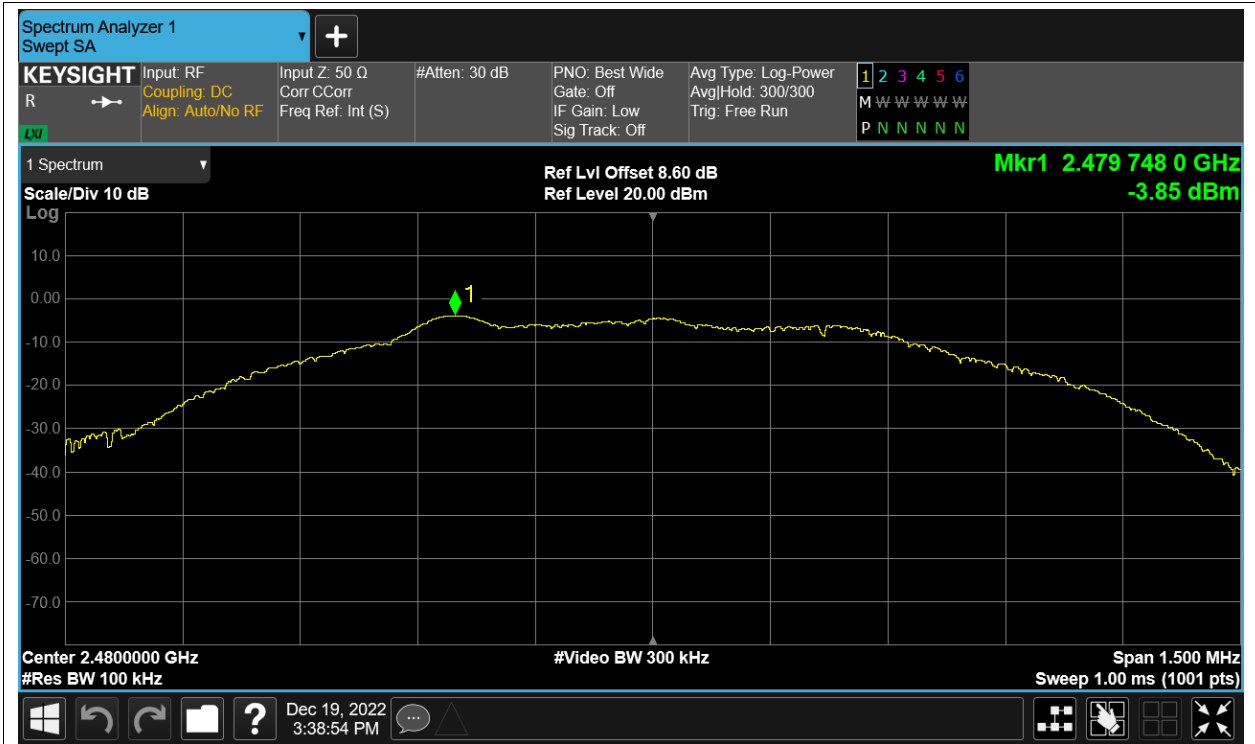 Spectrum Analyzer 1
Swept SA
+
KEYSIGHT
R
LXI
Input: RF
Coupling: DC
Align: Auto/No RF
Input Z: 50 Ω
Corr CCorr
Freq Ref: Int (S)
#Atten: 30 dB
PNO: Best Wide
Gate: Off
IF Gain: Low
Sig Track: Off
Avg Type: Log-Power
Avg|Hold: 300/300
Trig: Free Run
1 2 3 4 5 6
M W W W W W
P N N N N N
1 Spectrum
Scale/Div 10 dB
Log
Ref Lvl Offset 8.60 dB
Ref Level 20.00 dBm
Mkr1 2.479 748 0 GHz
-3.85 dBm
1
10.0
0.00
-10.0
-20.0
-30.0
-40.0
-50.0
-60.0
-70.0
Center 2.4800000 GHz
#Res BW 100 kHz
#Video BW 300 kHz
Span 1.500 MHz
Sweep 1.00 ms (1001 pts)
?
Dec 19, 2022
3:38:54 PM